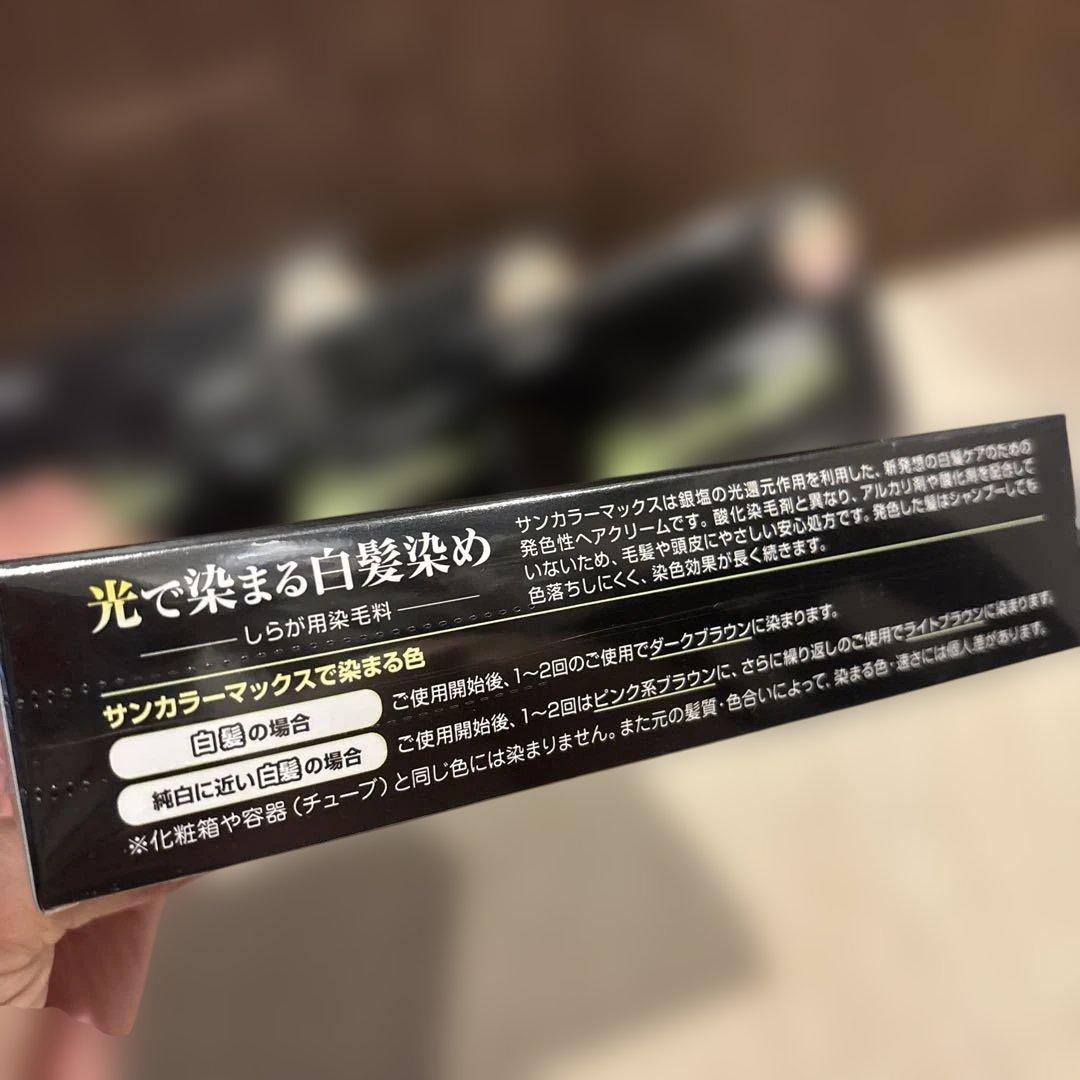 光で染まる白髪染め
しらが用染毛料
サンカラーマックスは銀塩の光還元作用を利用した、新発想の白髪ケアのための
発色性ヘアクリームです。酸化染毛剤と異なり、アルカリ剤や酸化剤を配合して
いないため、毛髪や頭皮にやさしい安心処方です。発色した髪はシャンプーしても
色落ちしにくく、染色効果が長く続きます。
サンカラーマックスで染まる色
白髪の場合
ご使用開始後、1～2回のご使用でダークブラウンに染まります。
純白に近い白髪の場合
ご使用開始後、1～2回はピンク系ブラウンに、さらに繰り返しのご使用でライトブラウンに染まります。
※化粧箱や容器（チューブ）と同じ色には染まりません。また元の髪質・色合いによって、染まる色・速さには個人差があります。